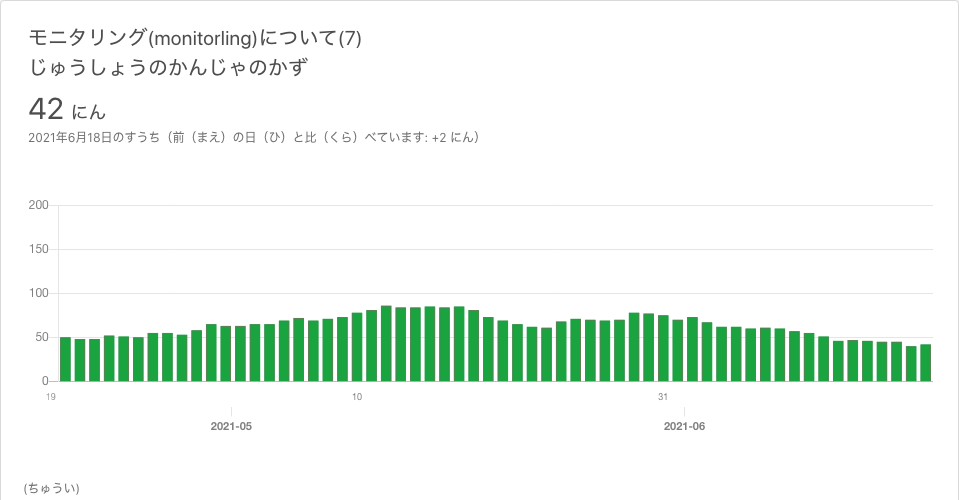 モニタリング(monitorling)について(7)
じゅうしょうのかんじゃのかず
42 にん
2021年6月18日のすうち（前（まえ）の日（ひ）と比（くら）べています: +2 にん）
200
150
100
50
0
19 10 31
2021-05 2021-06
(ちゅうい)